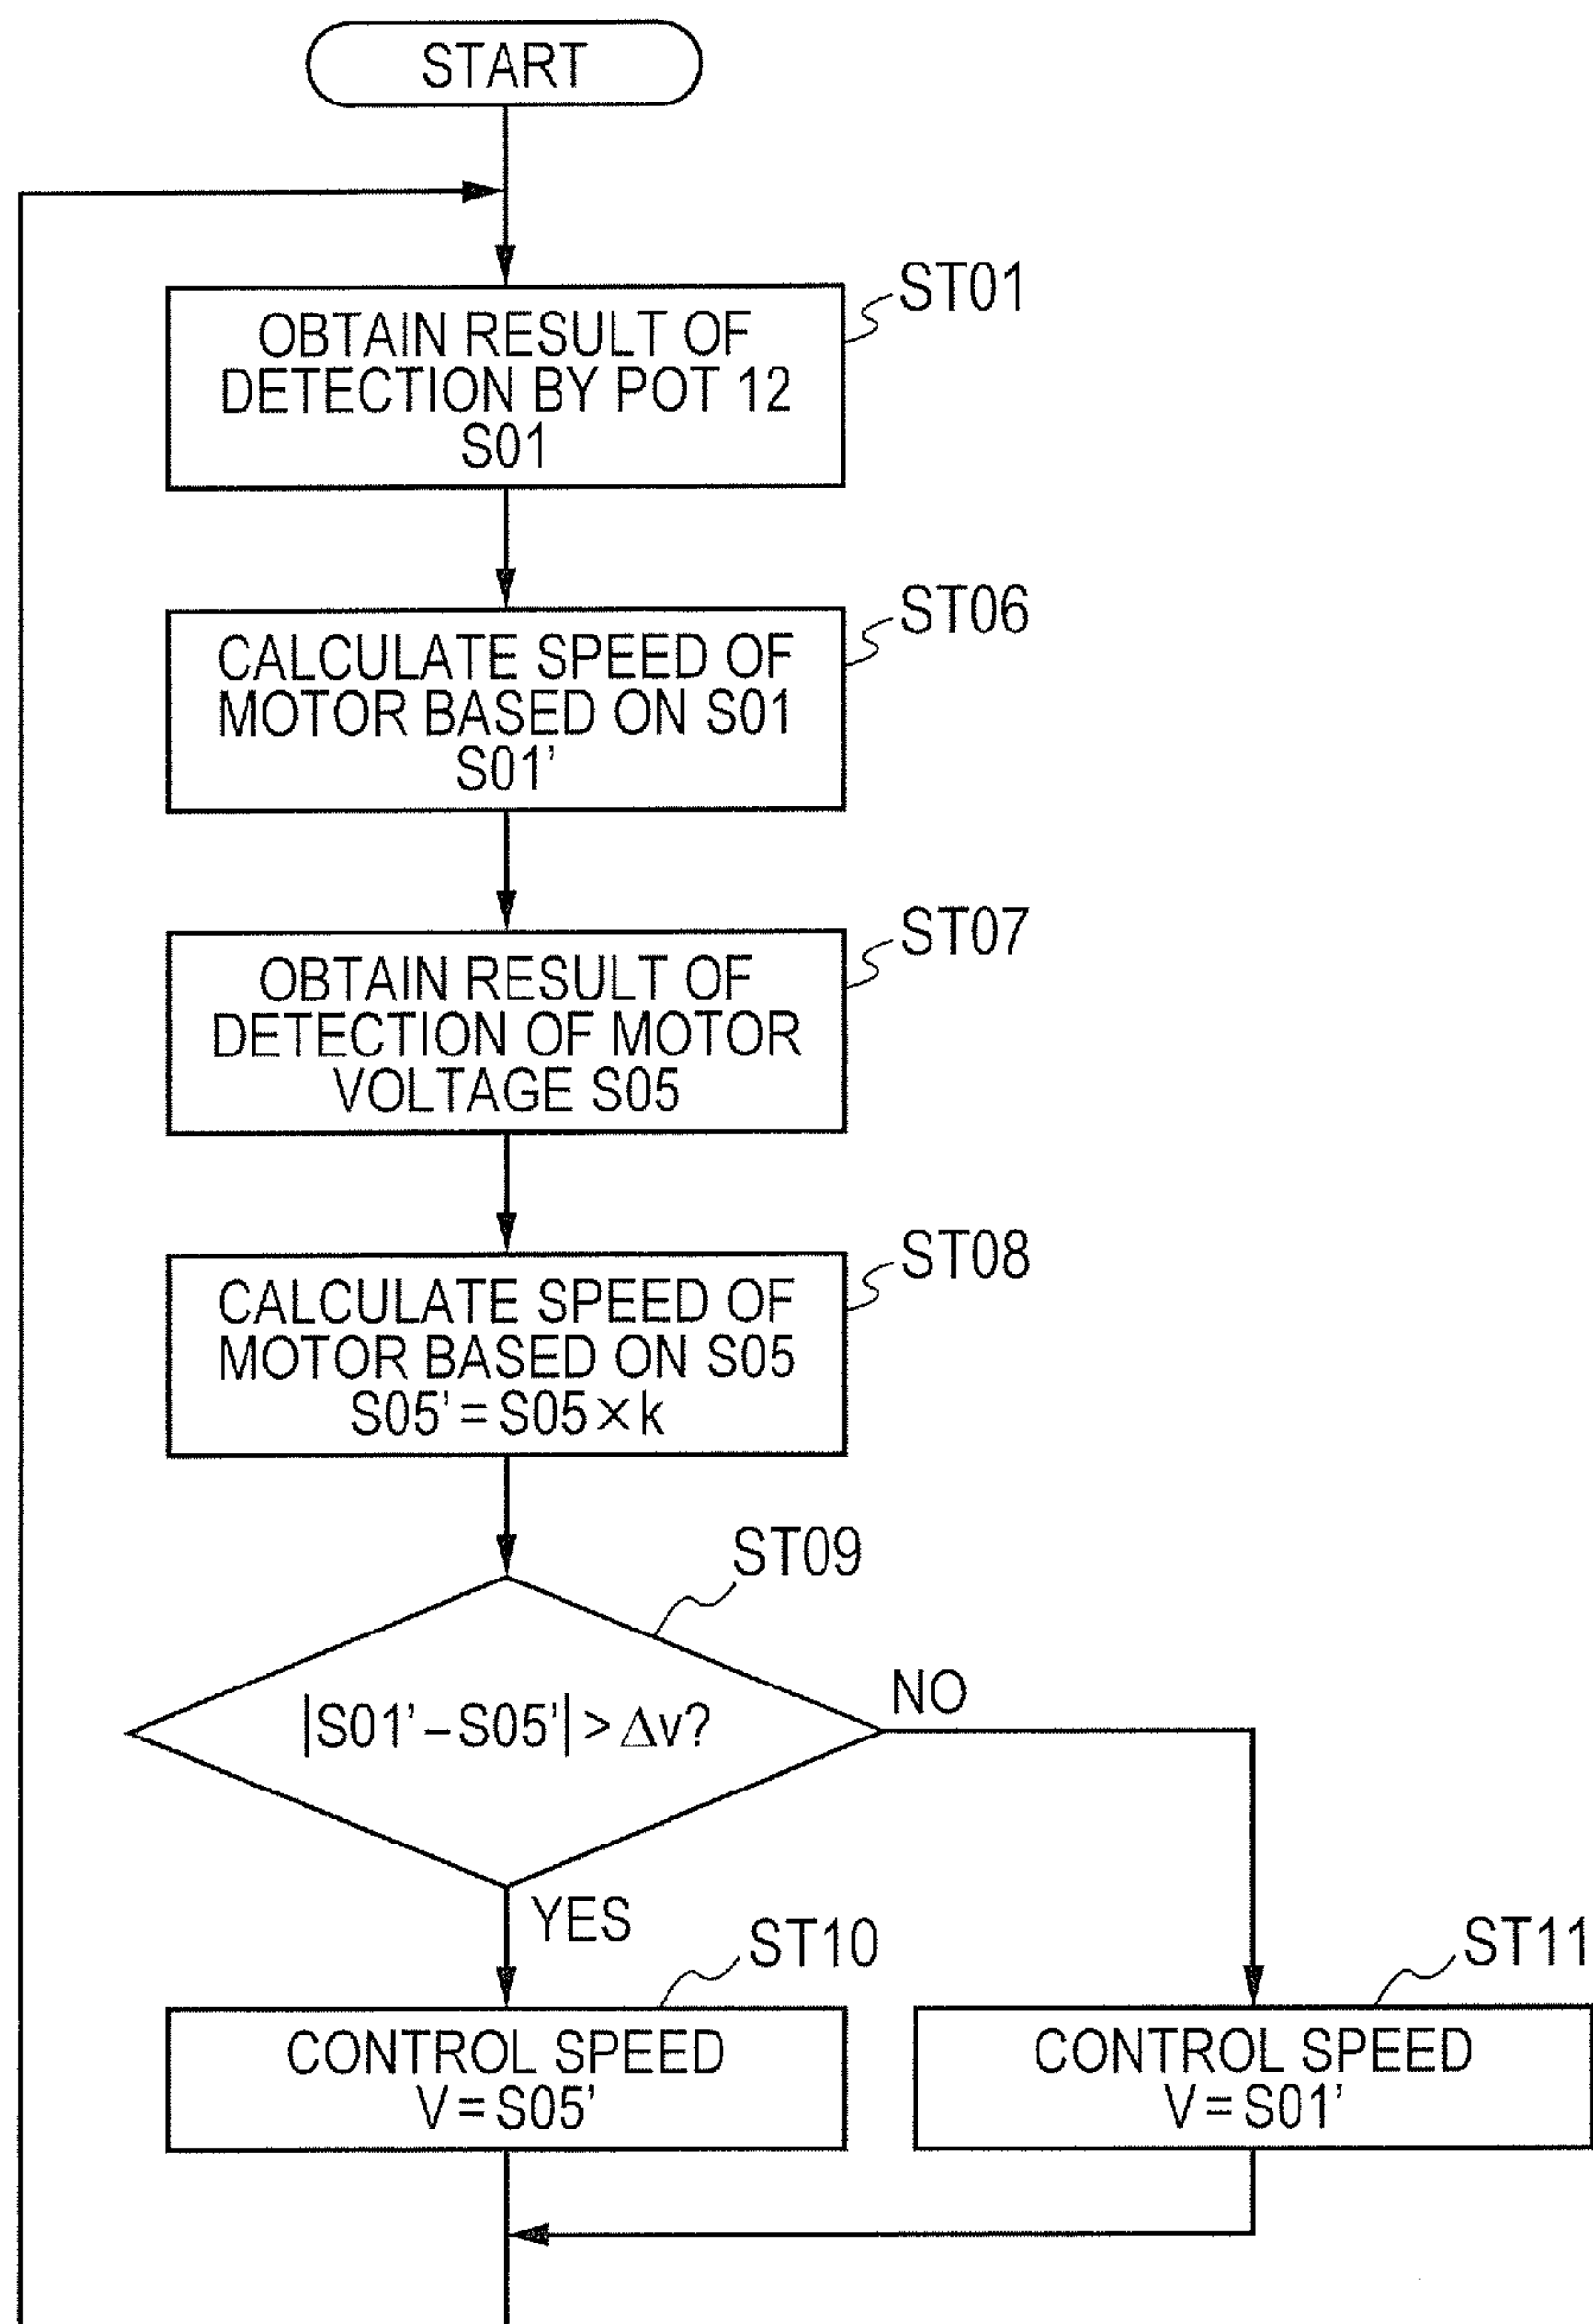 START
ST01
OBTAIN RESULT OF
DETECTION BY POT 12
S01
ST06
CALCULATE SPEED OF
MOTOR BASED ON S01
S01’
ST07
OBTAIN RESULT OF
DETECTION OF MOTOR
VOLTAGE S05
ST08
CALCULATE SPEED OF
MOTOR BASED ON S05
S05’ = S05 × k
ST09
|S01’ – S05’| > Δv?
NO
YES
ST10
CONTROL SPEED
V = S05’
ST11
CONTROL SPEED
V = S01’